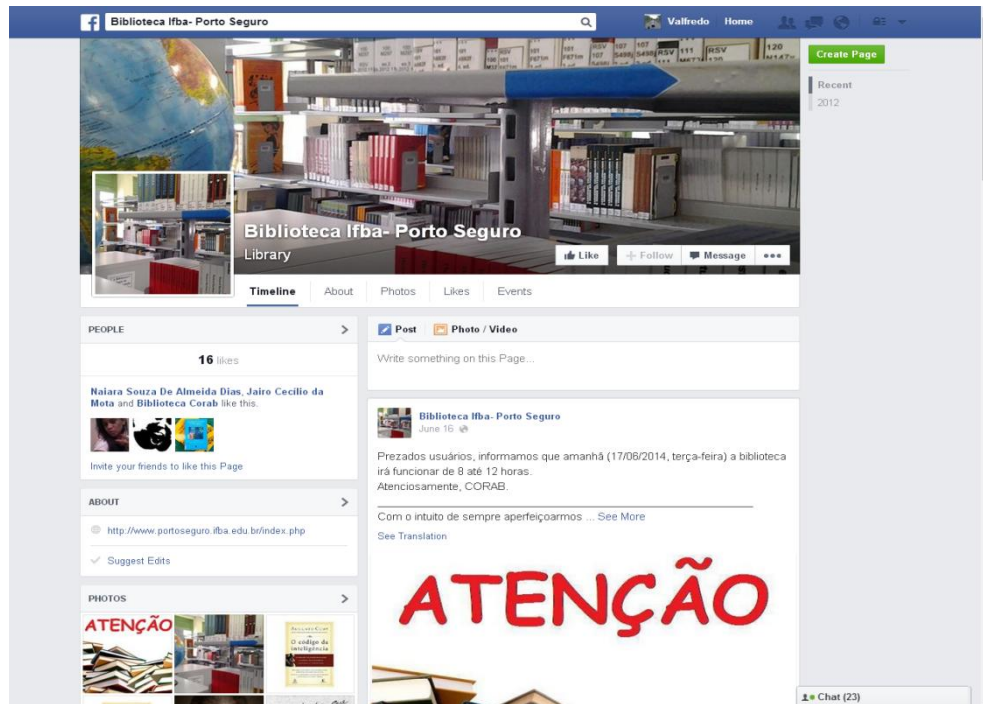 Biblioteca Ifba- Porto Seguro
Valfredo Home
Create Page
Recent
2012
Biblioteca Ifba- Porto Seguro
Library
Like
Follow
Message
Timeline About Photos Likes Events
PEOPLE
16 likes
Naiara Souza De Almeida Dias, Jairo Cecílio da
Mota and Biblioteca Corab like this.
Invite your friends to like this Page
ABOUT
http://www.portoseguro.ifba.edu.br/index.php
Suggest Edits
PHOTOS
ATENÇÃO
O código da
inteligência
Post Photo / Video
Write something on this Page...
Biblioteca Ifba- Porto Seguro
June 16
Prezados usuários, informamos que amanhã (17/06/2014, terça-feira) a biblioteca
irá funcionar de 8 até 12 horas.
Atenciosamente, CORAB.
Com o intuito de sempre aperfeiçoarmos ... See More
See Translation
ATENÇÃO
Chat (23)